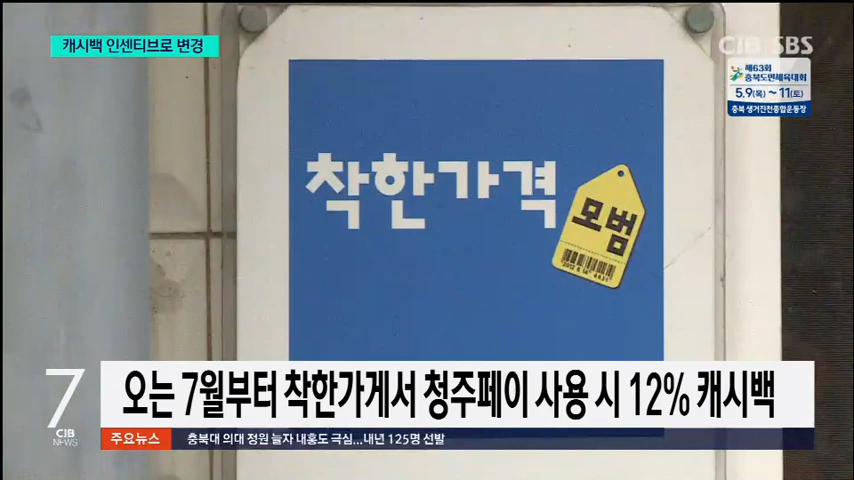 캐시백 인센티브로 변경
CJB SBS
제63회
충북도민체육대회
5.9(목) ~ 11(토)
충북 생거진천종합운동장
착한가격
모범
7
CJB
NEWS
오는 7월부터 착한가게서 청주페이 사용 시 12% 캐시백
주요뉴스
충북대 의대 정원 늘자 내홍도 극심...내년 125명 선발